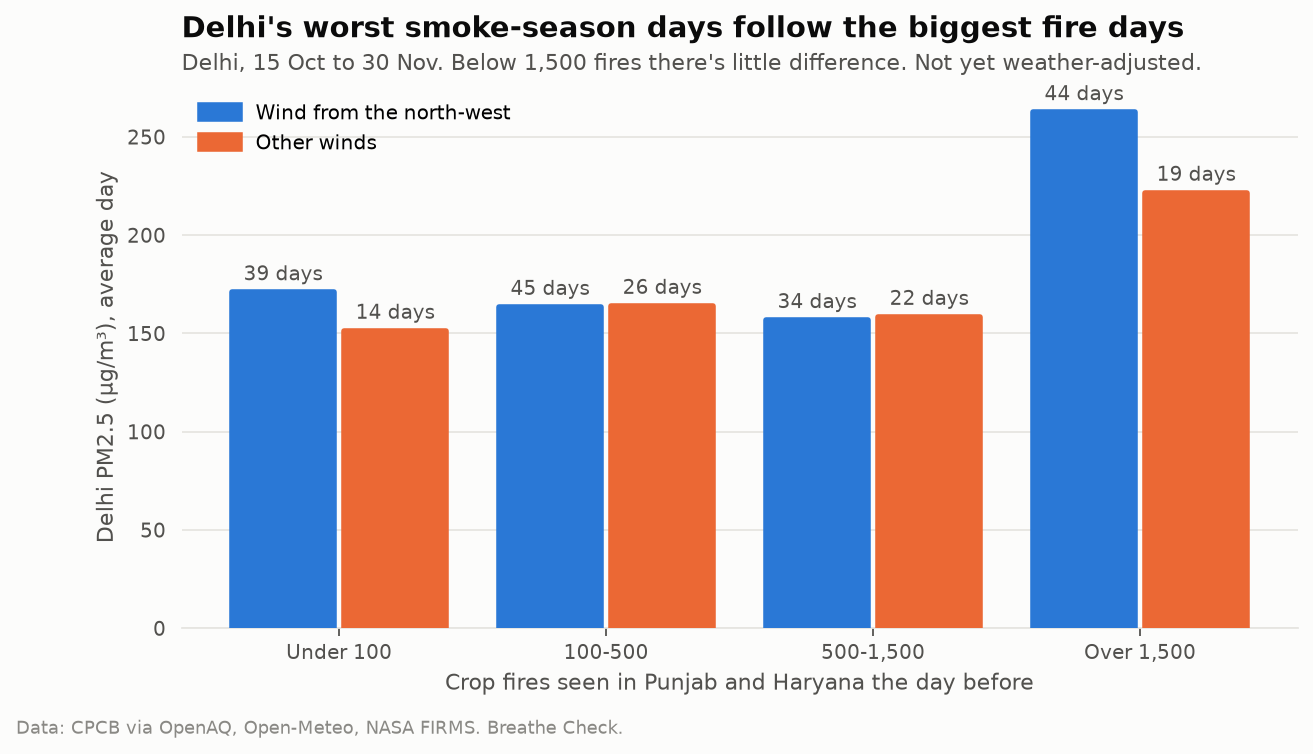 Delhi's worst smoke-season days follow the biggest fire days
Delhi, 15 Oct to 30 Nov. Below 1,500 fires there's little difference. Not yet weather-adjusted.
Wind from the north-west
Other winds
Delhi PM2.5 (µg/m³), average day
250
200
150
100
50
0
39 days
14 days
45 days
26 days
34 days
22 days
44 days
19 days
Under 100
100-500
500-1,500
Over 1,500
Crop fires seen in Punjab and Haryana the day before
Data: CPCB via OpenAQ, Open-Meteo, NASA FIRMS. Breathe Check.